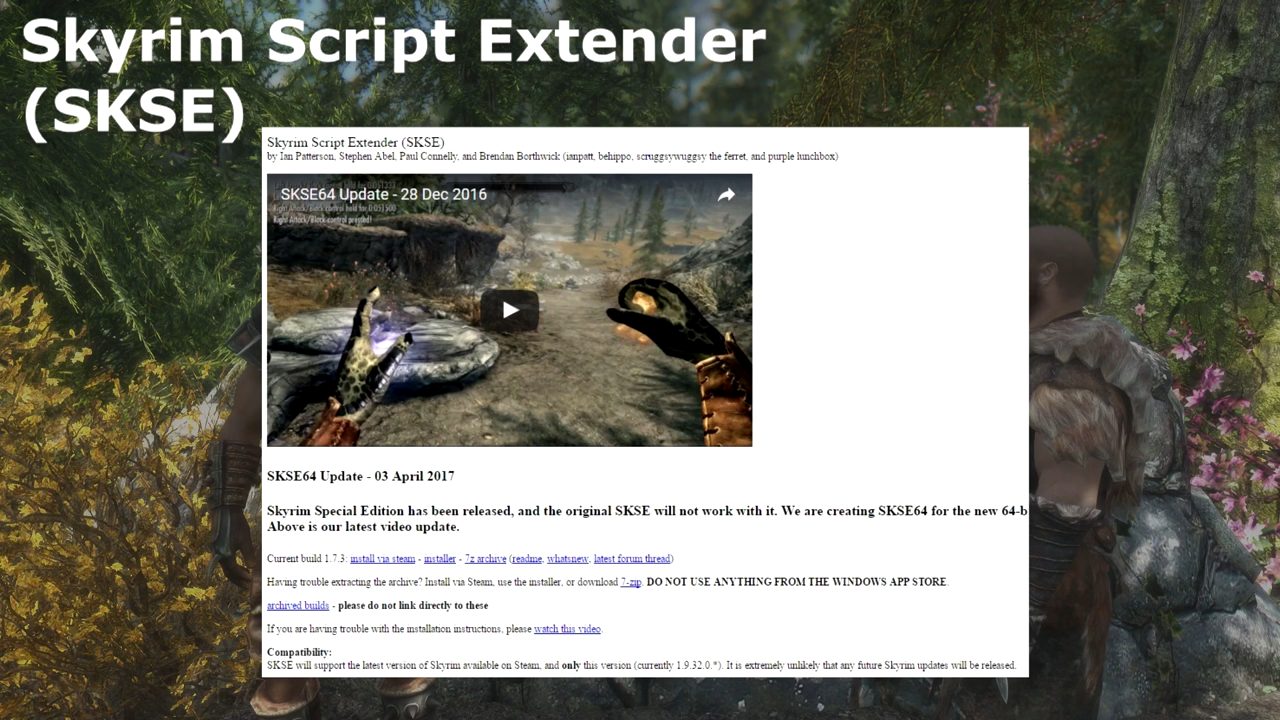 Skyrim Script Extender
(SKSE)
Skyrim Script Extender (SKSE)
by Ian Patterson, Stephen Abel, Paul Connelly, and Brendan Borthwick (ianpatt, behippo, scruggsywuggsy the ferret, and purple lunchbox)
SKSE64 Update - 28 Dec 2016
Right Attack/Block control pressed!
SKSE64 Update - 03 April 2017
Skyrim Special Edition has been released, and the original SKSE will not work with it. We are creating SKSE64 for the new 64-b
Above is our latest video update.
Current build 1.7.3: install via steam - installer - 7z archive (readme, whatsnew, latest forum thread)
Having trouble extracting the archive? Install via Steam, use the installer, or download 7-zip. DO NOT USE ANYTHING FROM THE WINDOWS APP STORE.
archived builds - please do not link directly to these
If you are having trouble with the installation instructions, please watch this video.
Compatibility:
SKSE will support the latest version of Skyrim available on Steam, and only this version (currently 1.9.32.0.*). It is extremely unlikely that any future Skyrim updates will be released.